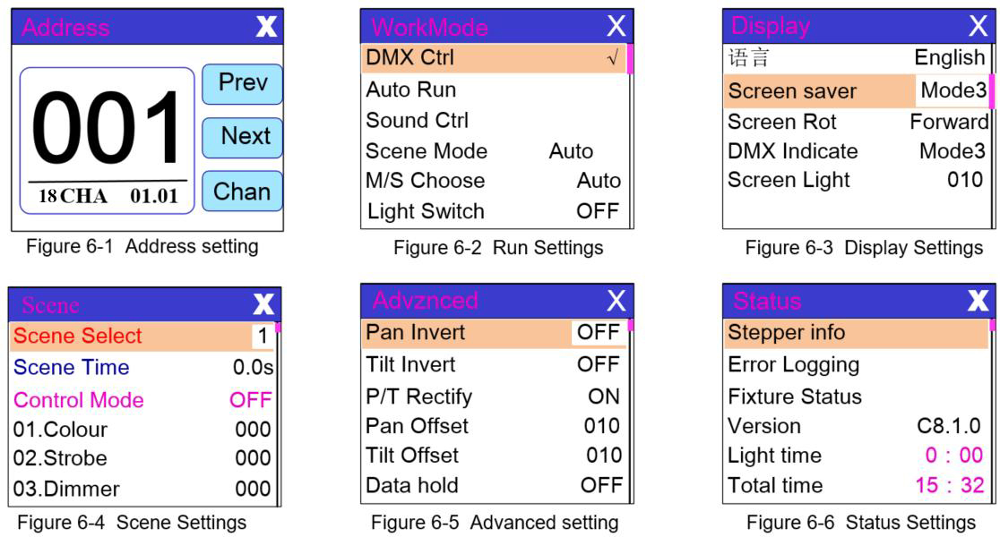 Address X
001
18CHA 01.01
Prev
Next
Chan
Figure 6-1 Address setting
WorkMode X
DMX Ctrl √
Auto Run
Sound Ctrl
Scene Mode Auto
M/S Choose Auto
Light Switch OFF
Figure 6-2 Run Settings
Display X
语言 English
Screen saver Mode3
Screen Rot Forward
DMX Indicate Mode3
Screen Light 010
Figure 6-3 Display Settings
Scene X
Scene Select 1
Scene Time 0.0s
Control Mode OFF
01.Colour 000
02.Strobe 000
03.Dimmer 000
Figure 6-4 Scene Settings
Advznced X
Pan Invert OFF
Tilt Invert OFF
P/T Rectify ON
Pan Offset 010
Tilt Offset 010
Data hold OFF
Figure 6-5 Advanced setting
Status X
Stepper info
Error Logging
Fixture Status
Version C8.1.0
Light time 0 : 00
Total time 15 : 32
Figure 6-6 Status Settings